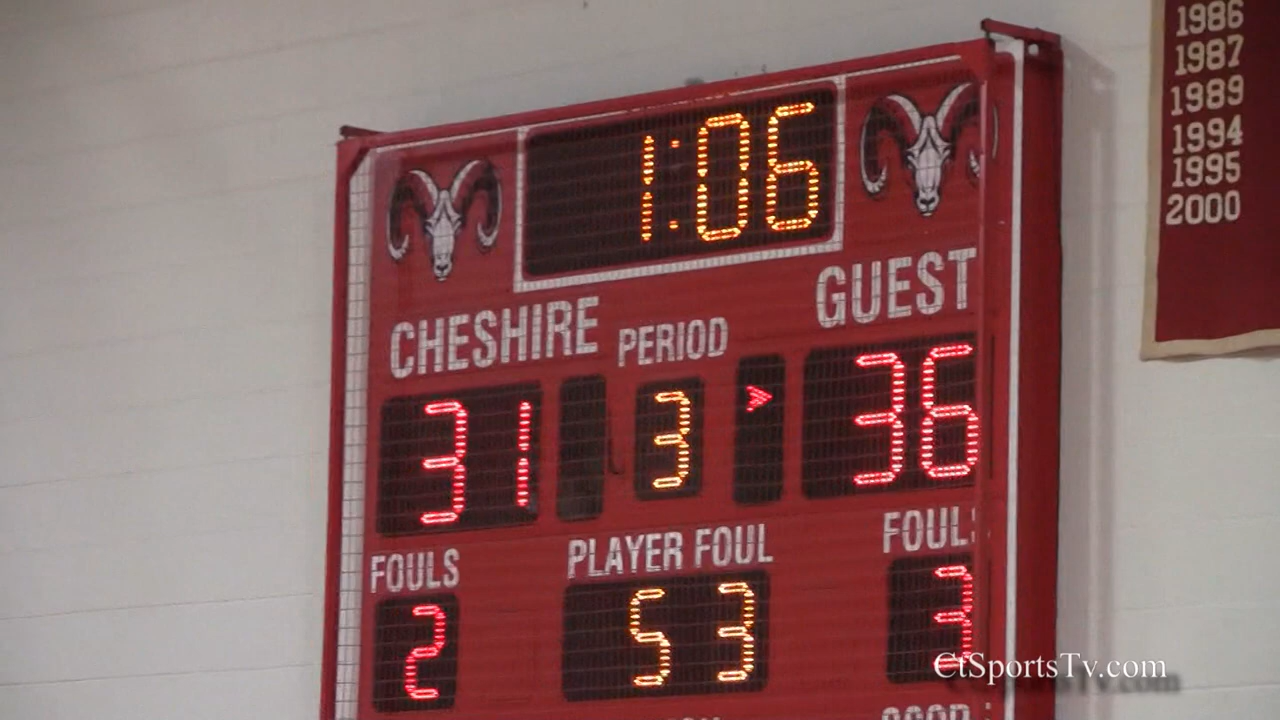 1986
1987
1989
1994
1995
2000
1:06
CHESHIRE PERIOD GUEST
31 3 36
FOULS PLAYER FOUL FOULS
2 53 3
CtSportsTv.com